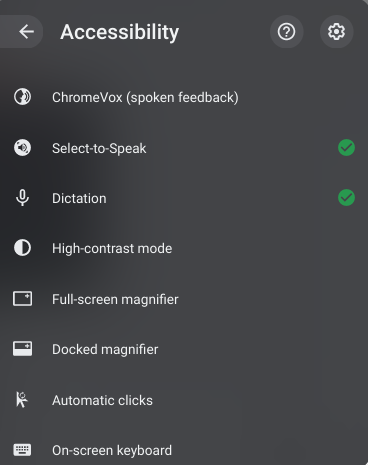 Accessibility
ChromeVox (spoken feedback)
Select-to-Speak
Dictation
High-contrast mode
Full-screen magnifier
Docked magnifier
Automatic clicks
On-screen keyboard